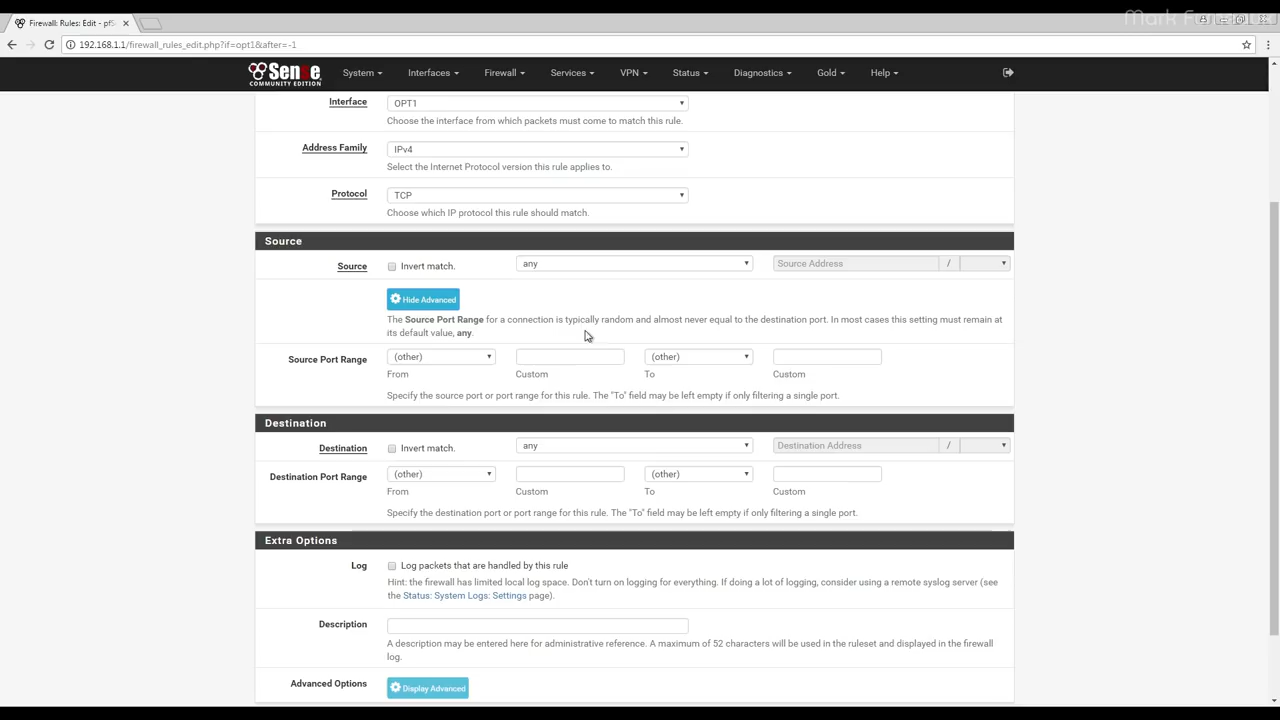 Firewall: Rules: Edit - pfS
192.168.1.1/firewall_rules_edit.php?if=opt1&after=-1
Sense
COMMUNITY EDITION
System Interfaces Firewall Services VPN Status Diagnostics Gold Help
Interface OPT1
Choose the interface from which packets must come to match this rule.
Address Family IPv4
Select the Internet Protocol version this rule applies to.
Protocol TCP
Choose which IP protocol this rule should match.
Source
Source Invert match. any Source Address /
Hide Advanced
The Source Port Range for a connection is typically random and almost never equal to the destination port. In most cases this setting must remain at
its default value, any.
Source Port Range (other) (other)
From Custom To Custom
Specify the source port or port range for this rule. The "To" field may be left empty if only filtering a single port.
Destination
Destination Invert match. any Destination Address /
Destination Port Range (other) (other)
From Custom To Custom
Specify the destination port or port range for this rule. The "To" field may be left empty if only filtering a single port.
Extra Options
Log Log packets that are handled by this rule
Hint: the firewall has limited local log space. Don't turn on logging for everything. If doing a lot of logging, consider using a remote syslog server (see
the Status: System Logs: Settings page).
Description
A description may be entered here for administrative reference. A maximum of 52 characters will be used in the ruleset and displayed in the firewall
log.
Advanced Options Display Advanced